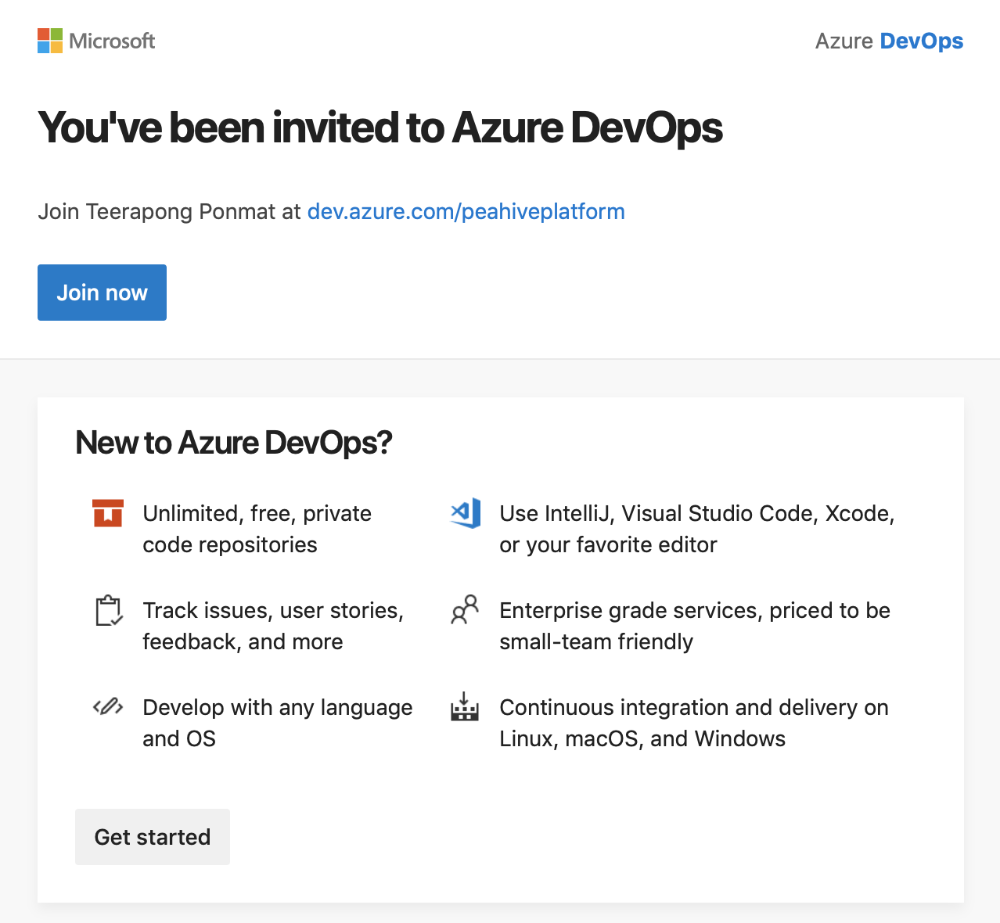 Microsoft
Azure DevOps
You've been invited to Azure DevOps
Join Teerapong Ponmat at dev.azure.com/peahiveplatform
Join now
New to Azure DevOps?
Unlimited, free, private
code repositories
Use IntelliJ, Visual Studio Code, Xcode,
or your favorite editor
Track issues, user stories,
feedback, and more
Enterprise grade services, priced to be
small-team friendly
Develop with any language
and OS
Continuous integration and delivery on
Linux, macOS, and Windows
Get started